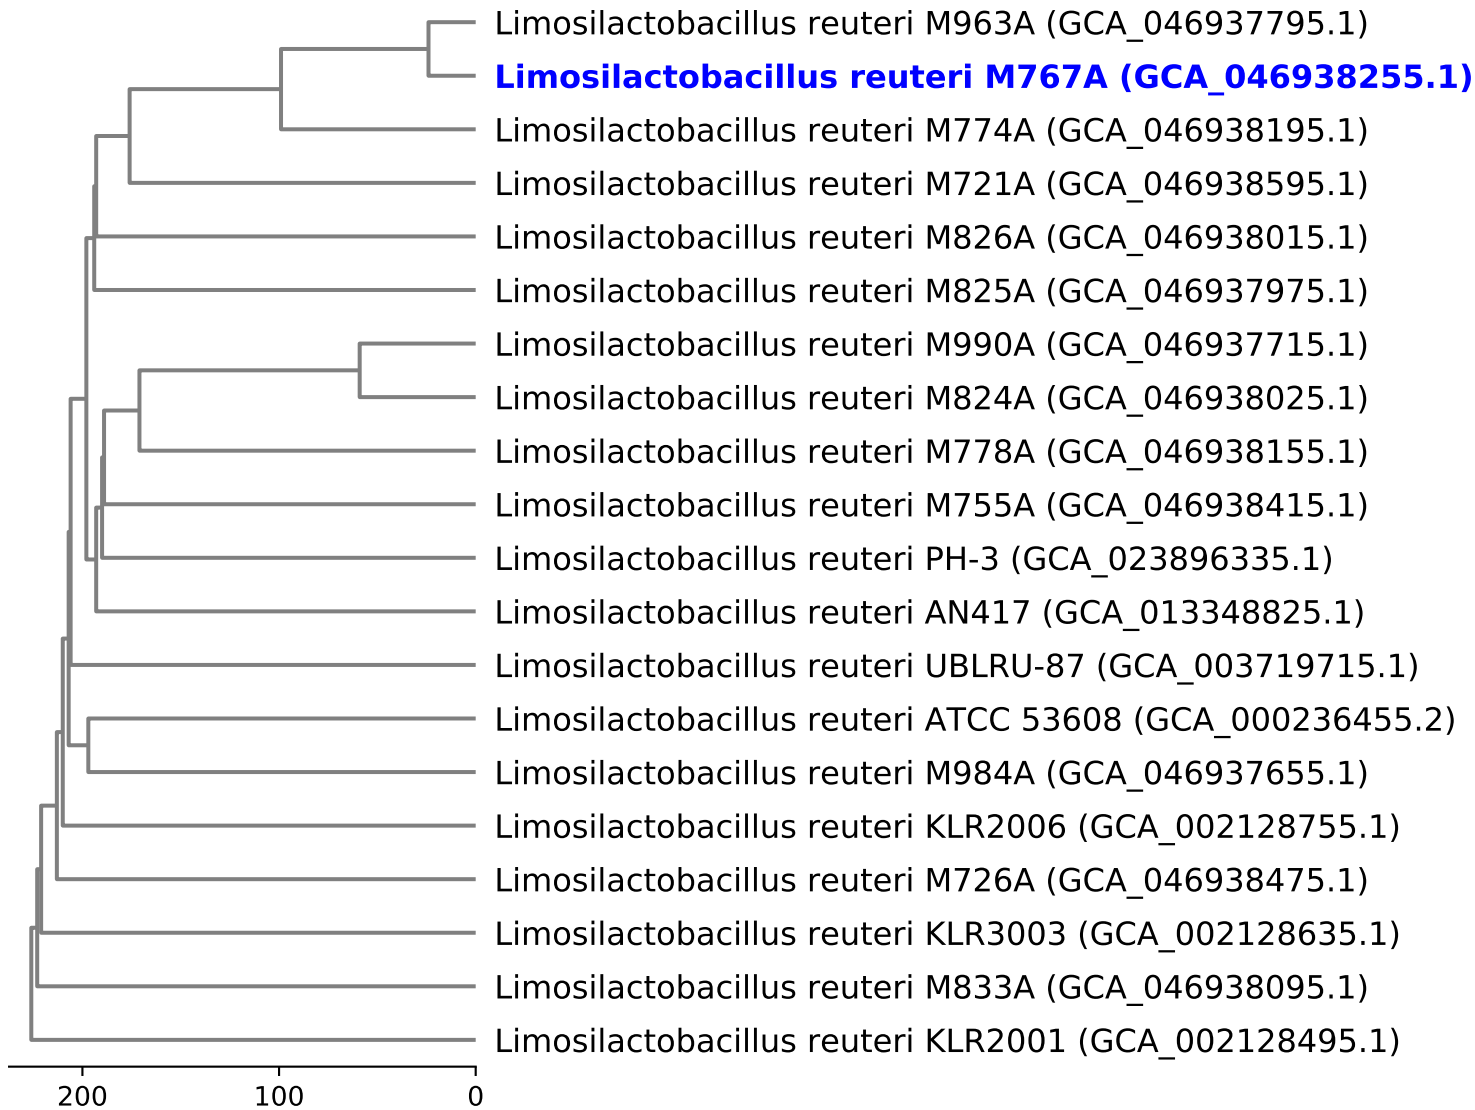 Limosilactobacillus reuteri M963A (GCA_046937795.1)
Limosilactobacillus reuteri M767A (GCA_046938255.1)
Limosilactobacillus reuteri M774A (GCA_046938195.1)
Limosilactobacillus reuteri M721A (GCA_046938595.1)
Limosilactobacillus reuteri M826A (GCA_046938015.1)
Limosilactobacillus reuteri M825A (GCA_046937975.1)
Limosilactobacillus reuteri M990A (GCA_046937715.1)
Limosilactobacillus reuteri M824A (GCA_046938025.1)
Limosilactobacillus reuteri M778A (GCA_046938155.1)
Limosilactobacillus reuteri M755A (GCA_046938415.1)
Limosilactobacillus reuteri PH-3 (GCA_023896335.1)
Limosilactobacillus reuteri AN417 (GCA_013348825.1)
Limosilactobacillus reuteri UBLRU-87 (GCA_003719715.1)
Limosilactobacillus reuteri ATCC 53608 (GCA_000236455.2)
Limosilactobacillus reuteri M984A (GCA_046937655.1)
Limosilactobacillus reuteri KLR2006 (GCA_002128755.1)
Limosilactobacillus reuteri M726A (GCA_046938475.1)
Limosilactobacillus reuteri KLR3003 (GCA_002128635.1)
Limosilactobacillus reuteri M833A (GCA_046938095.1)
Limosilactobacillus reuteri KLR2001 (GCA_002128495.1)
200 100 0